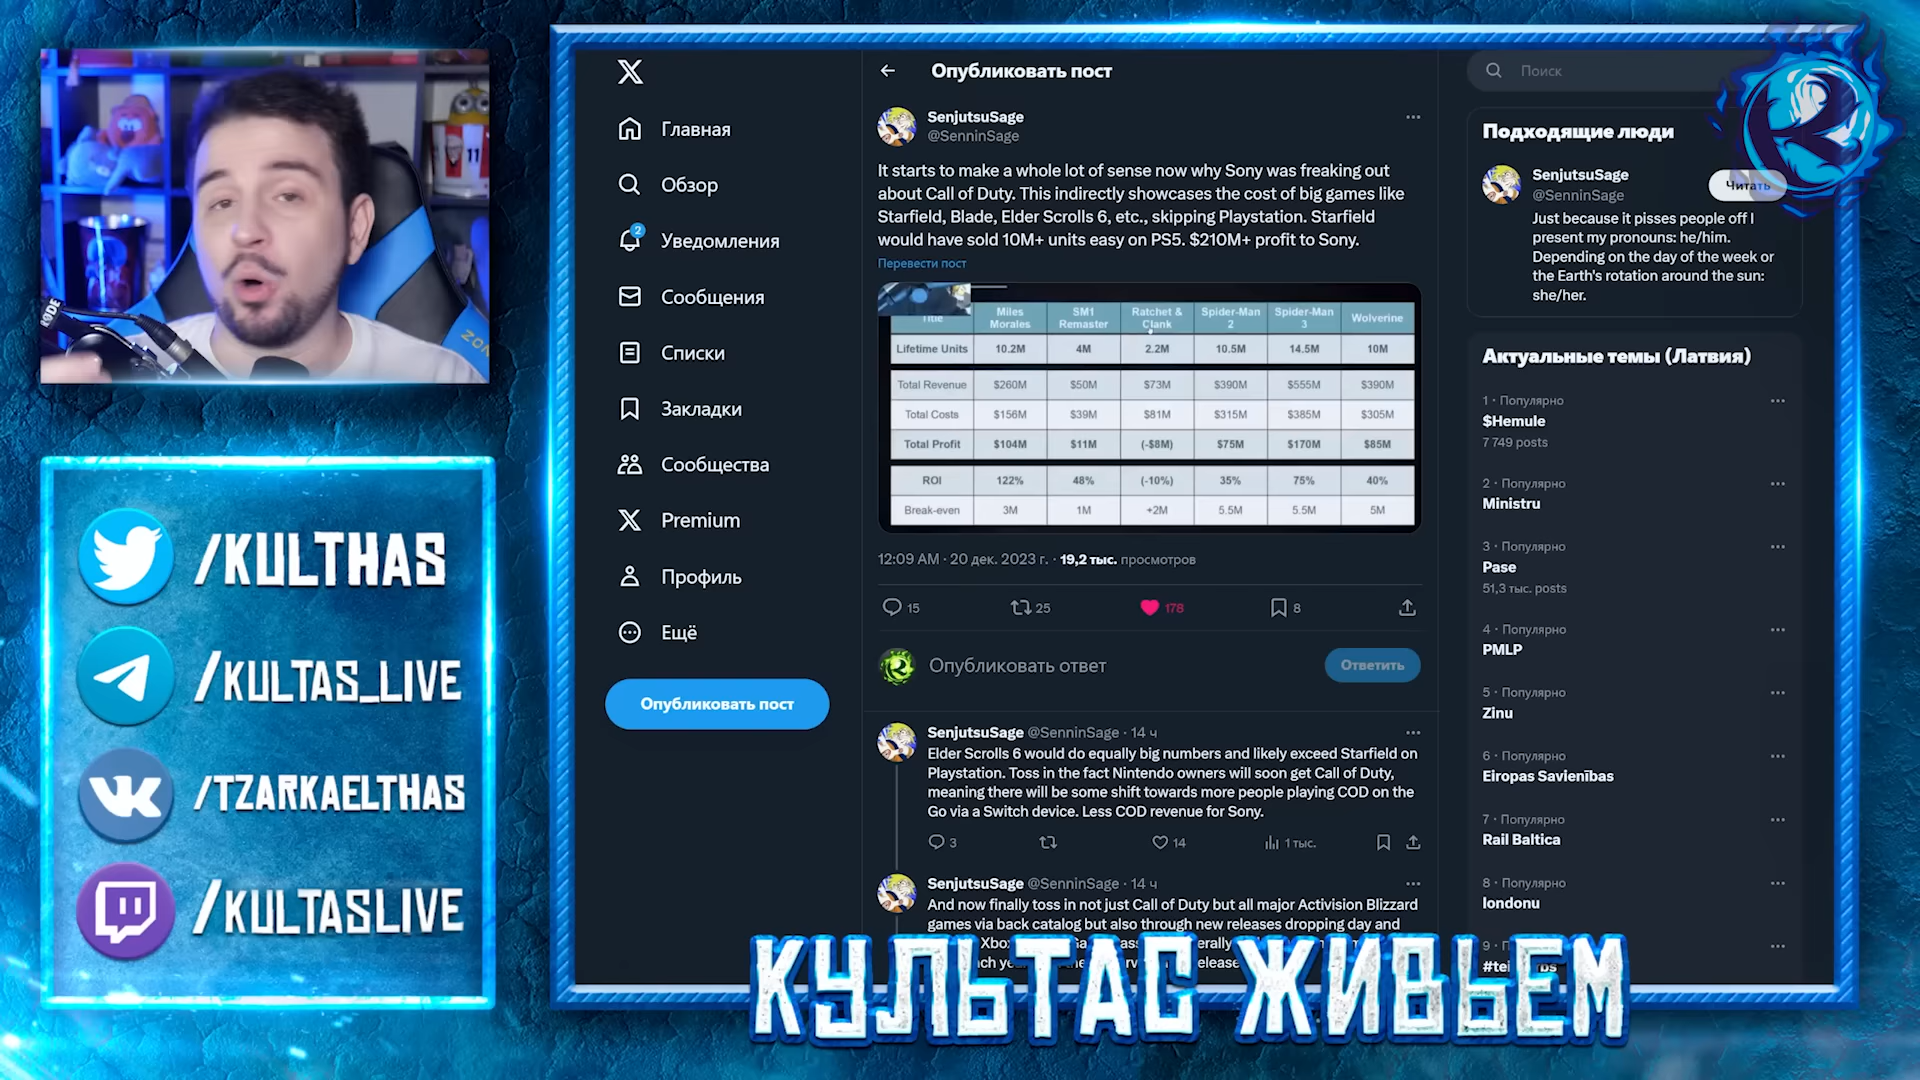 RODE
11
/KULTHAS
/KULTAS_LIVE
/TZARKAELTHAS
/KULTASLIVE
Главная
Обзор
2
Уведомления
Сообщения
Списки
Закладки
Сообщества
Premium
Профиль
Ещё
Опубликовать пост
Опубликовать пост
SenjutsuSage
@SenninSage
It starts to make a whole lot of sense now why Sony was freaking out
about Call of Duty. This indirectly showcases the cost of big games like
Starfield, Blade, Elder Scrolls 6, etc., skipping Playstation. Starfield
would have sold 10M+ units easy on PS5. $210M+ profit to Sony.
Перевести пост
Title Miles Morales SM1 Remaster Ratchet & Clank Spider-Man 2 Spider-Man 3 Wolverine
Lifetime Units 10.2M 4M 2.2M 10.5M 14.5M 10M
Total Revenue $260M $50M $73M $390M $555M $390M
Total Costs $156M $39M $81M $315M $385M $305M
Total Profit $104M $11M (-$8M) $75M $170M $85M
ROI 122% 48% (-10%) 35% 75% 40%
Break-even 3M 1M +2M 5.5M 5.5M 5M
12:09 AM · 20 дек. 2023 г. · 19,2 тыс. просмотров
15 25 178 8
Опубликовать ответ
Ответить
SenjutsuSage @SenninSage · 14 ч
Elder Scrolls 6 would do equally big numbers and likely exceed Starfield on
Playstation. Toss in the fact Nintendo owners will soon get Call of Duty,
meaning there will be some shift towards more people playing COD on the
Go via a Switch device. Less COD revenue for Sony.
3 14 1 тыс.
SenjutsuSage @SenninSage · 14 ч
And now finally toss in not just Call of Duty but all major Activision Blizzard
games via back catalog but also through new releases dropping day and
Поиск
Подходящие люди
SenjutsuSage
@SenninSage
Читать
Just because it pisses people off I
present my pronouns: he/him.
Depending on the day of the week or
the Earth's rotation around the sun:
she/her.
Актуальные темы (Латвия)
1 · Популярно
$Hemule
7 749 posts
2 · Популярно
Ministru
3 · Популярно
Pase
51,3 тыс. posts
4 · Популярно
PMLP
5 · Популярно
Zinu
6 · Популярно
Eiropas Savienības
7 · Популярно
Rail Baltica
8 · Популярно
londonu
КУЛЬТАС ЖИВЬЕМ